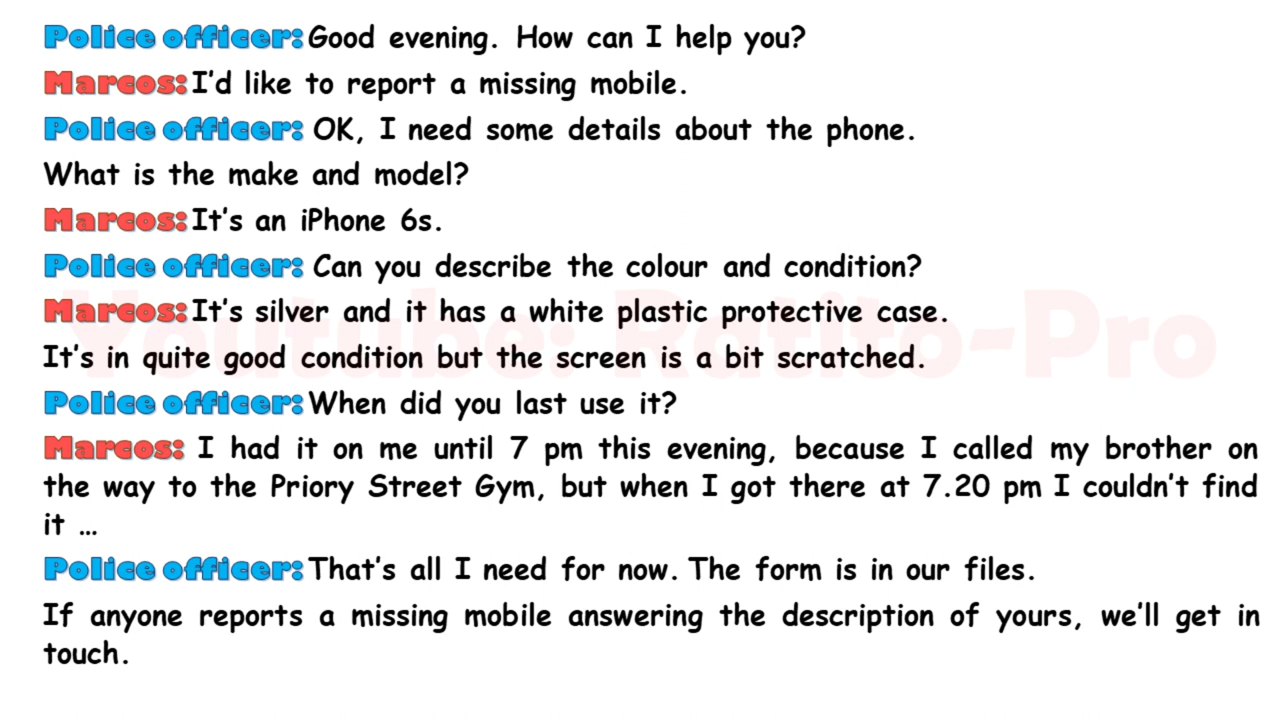 Police officer: Good evening. How can I help you?
Marcos: I'd like to report a missing mobile.
Police officer: OK, I need some details about the phone.
What is the make and model?
Marcos: It's an iPhone 6s.
Police officer: Can you describe the colour and condition?
Marcos: It's silver and it has a white plastic protective case.
Youtube: Ratito-Pro
It's in quite good condition but the screen is a bit scratched.
Police officer: When did you last use it?
Marcos: I had it on me until 7 pm this evening, because I called my brother on
the way to the Priory Street Gym, but when I got there at 7.20 pm I couldn't find
it …
Police officer: That's all I need for now. The form is in our files.
If anyone reports a missing mobile answering the description of yours, we'll get in
touch.